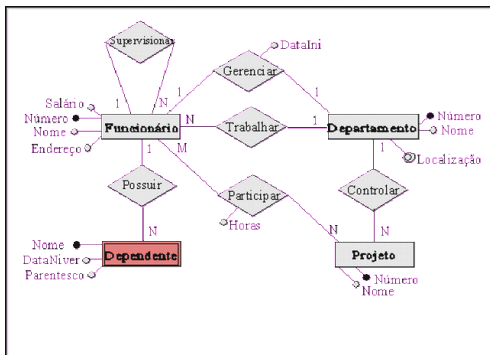 Supervisionar
DataIni
Gerenciar
1
1
1
N
Salário
Número
Nome
Endereço
Funcionário
N
Trabalhar
1
Departamento
Número
Nome
Localização
1
M
1
Possuir
Participar
Horas
Controlar
N
N
N
Nome
DataNiver
Parentesco
Dependente
Projeto
Número
Nome